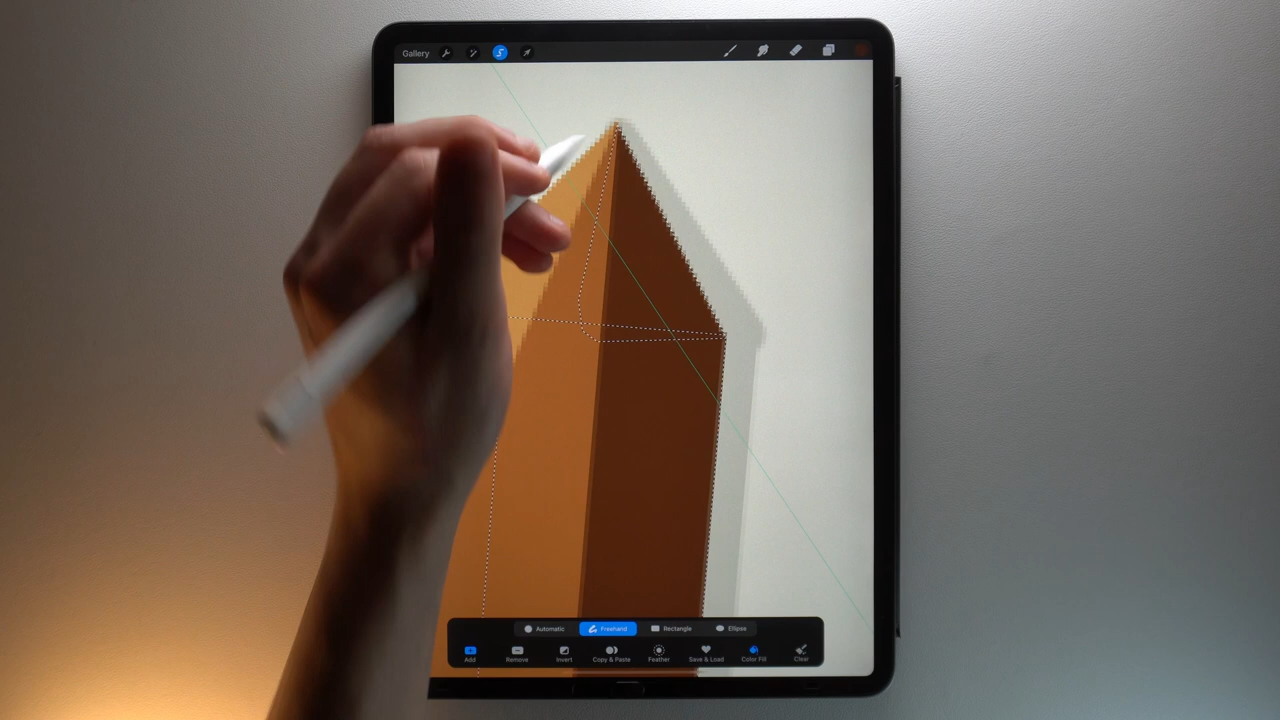 Gallery
Automatic Freehand Rectangle Ellipse
Add Remove Invert Copy & Paste Feather Save & Load Color Fill Clear